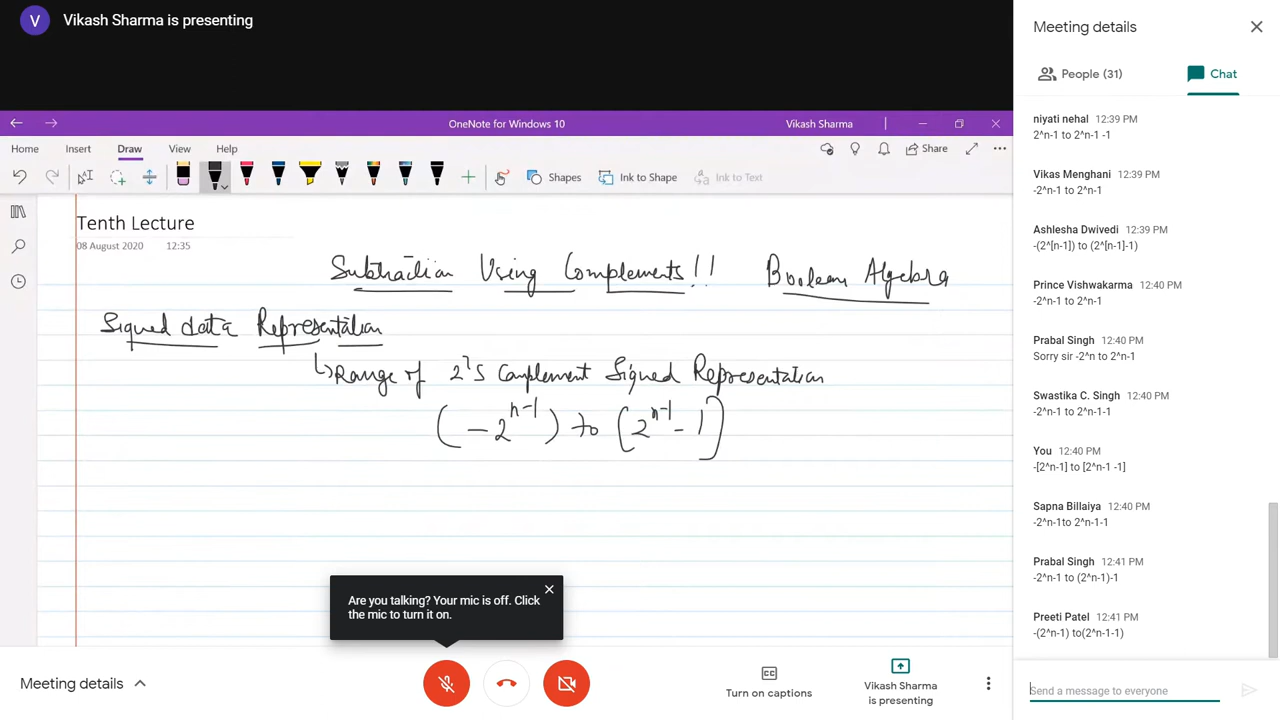 V Vikash Sharma is presenting
Meeting details
People (31) Chat
OneNote for Windows 10 Vikash Sharma
Home Insert Draw View Help Share
Shapes Ink to Shape Ink to Text
Tenth Lecture
08 August 2020 12:35
Subtraction Using Complements!! Boolean Algebra
Signed data Representation
↳Range of 2's Complement Signed Representation
(-2^{n-1}) to [2^{n-1}-1]
Are you talking? Your mic is off. Click
the mic to turn it on.
Meeting details
CC
Turn on captions
Vikash Sharma
is presenting
niyati nehal 12:39 PM
2^n-1 to 2^n-1 -1
Vikas Menghani 12:39 PM
-2^n-1 to 2^n-1
Ashlesha Dwivedi 12:39 PM
-(2^[n-1]) to (2^[n-1]-1)
Prince Vishwakarma 12:40 PM
-2^n-1 to 2^n-1
Prabal Singh 12:40 PM
Sorry sir -2^n to 2^n-1
Swastika C. Singh 12:40 PM
-2^n-1 to 2^n-1-1
You 12:40 PM
-[2^n-1] to [2^n-1 -1]
Sapna Billaiya 12:40 PM
-2^n-1to 2^n-1-1
Prabal Singh 12:41 PM
-2^n-1 to (2^n-1)-1
Preeti Patel 12:41 PM
-(2^n-1) to(2^n-1-1)
Send a message to everyone